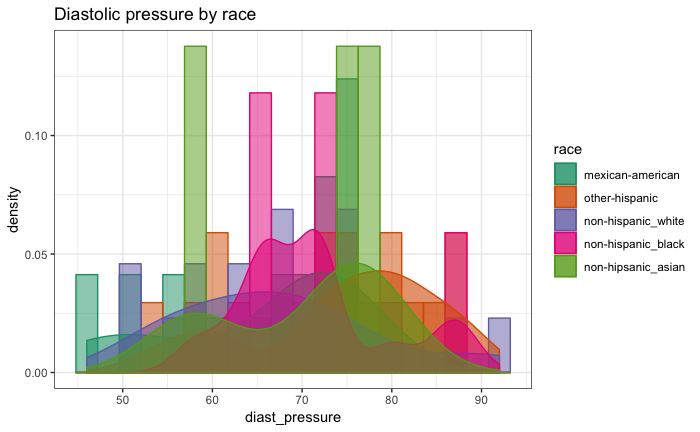 Diastolic pressure by race
0.10
0.05
0.00
density
50 60 70 80 90
diast_pressure
race
mexican-american
other-hispanic
non-hispanic_white
non-hispanic_black
non-hipsanic_asian